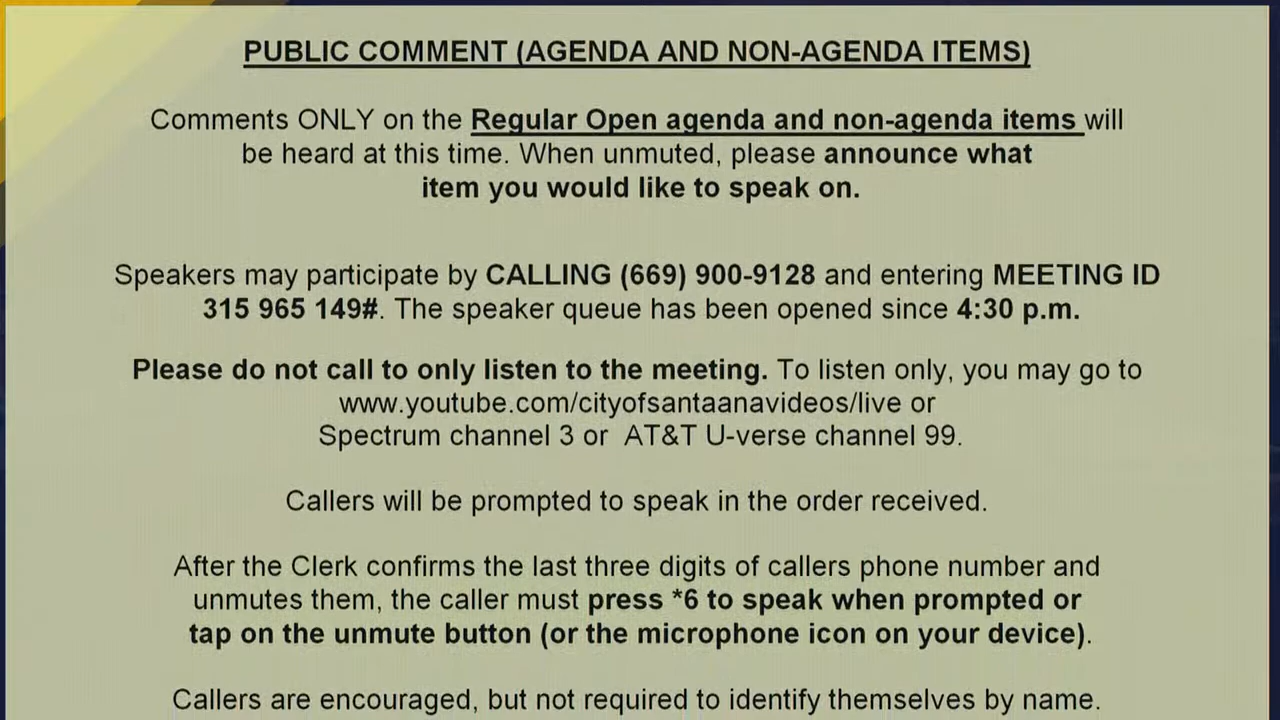 PUBLIC COMMENT (AGENDA AND NON-AGENDA ITEMS)
Comments ONLY on the Regular Open agenda and non-agenda items will
be heard at this time. When unmuted, please announce what
item you would like to speak on.
Speakers may participate by CALLING (669) 900-9128 and entering MEETING ID
315 965 149#. The speaker queue has been opened since 4:30 p.m.
Please do not call to only listen to the meeting. To listen only, you may go to
www.youtube.com/cityofsantaanavideos/live or
Spectrum channel 3 or AT&T U-verse channel 99.
Callers will be prompted to speak in the order received.
After the Clerk confirms the last three digits of callers phone number and
unmutes them, the caller must press *6 to speak when prompted or
tap on the unmute button (or the microphone icon on your device).
Callers are encouraged, but not required to identify themselves by name.